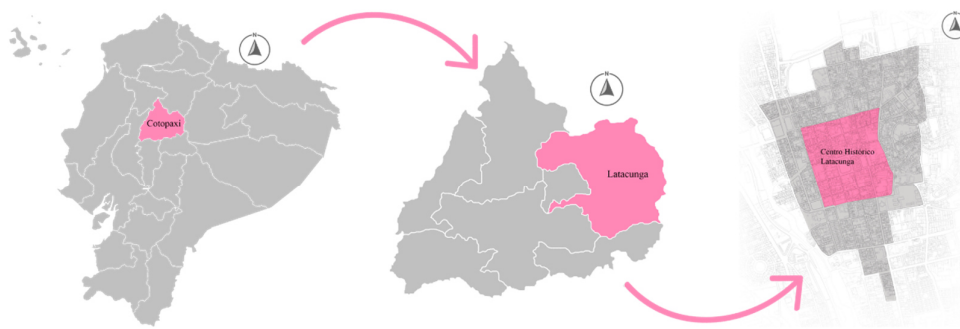 N
Cotopaxi
N
Latacunga
N
Centro Histórico
Latacunga